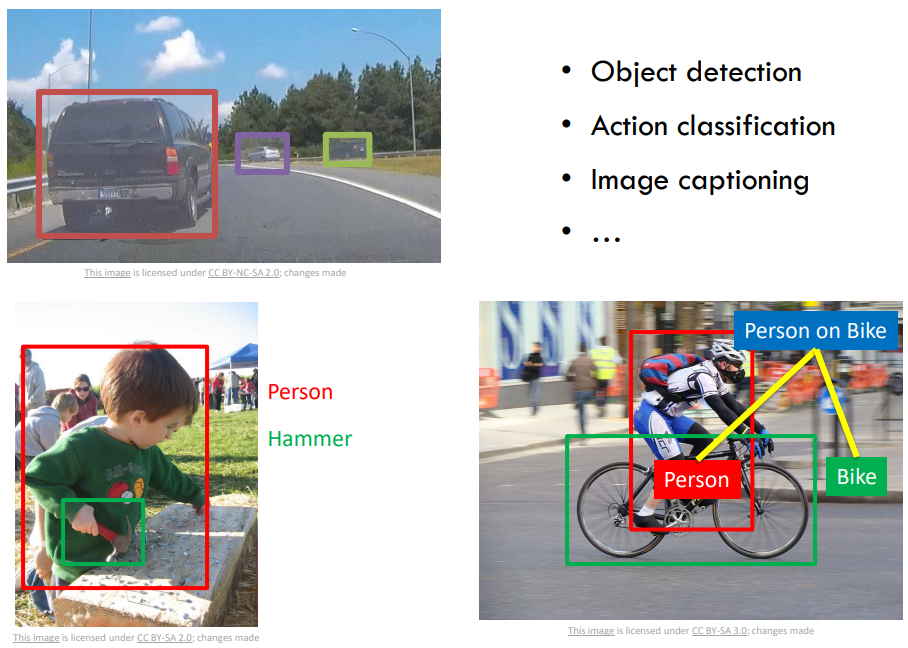 • Object detection
• Action classification
• Image captioning
• …
This image is licensed under CC BY-NC-SA 2.0; changes made
Person
Hammer
This image is licensed under CC BY-SA 2.0; changes made
Person on Bike
Person
Bike
This image is licensed under CC BY-SA 3.0; changes made